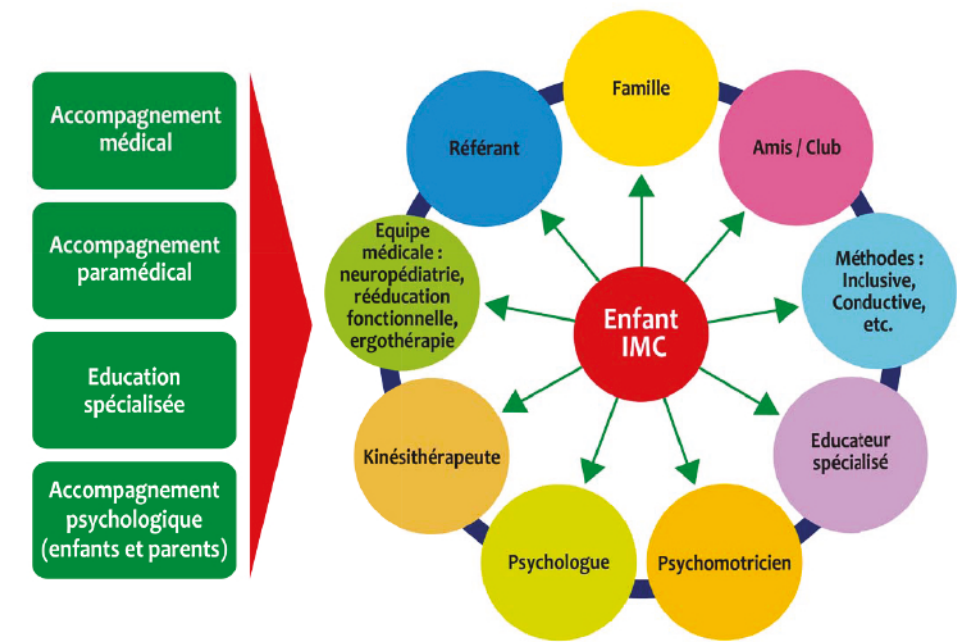 Accompagnement
médical
Accompagnement
paramédical
Education
spécialisée
Accompagnement
psychologique
(enfants et parents)
Famille
Amis / Club
Méthodes :
Inclusive,
Conductive,
etc.
Educateur
spécialisé
Psychomotricien
Psychologue
Kinésithérapeute
Equipe
médicale :
neuropédiatrie,
rééducation
fonctionnelle,
ergothérapie
Référant
Enfant
IMC